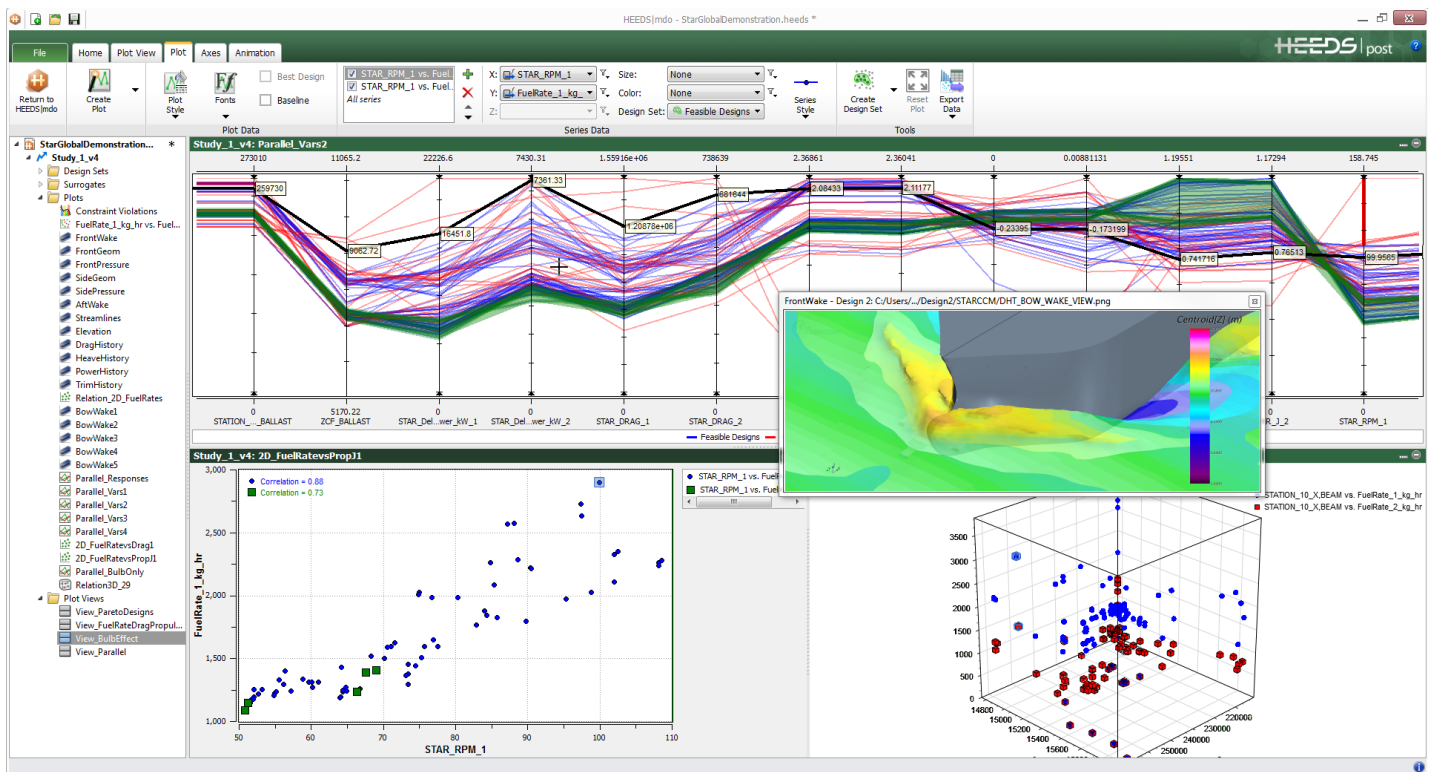 HEEDS|mdo - StarGlobalDemonstration.heeds *
File Home Plot View Plot Axes Animation
HEEDS | post
Return to HEEDS|mdo
Create Plot
Plot Style
Fonts
Best Design
Baseline
Plot Data
STAR_RPM_1 vs. Fuel..
STAR_RPM_1 vs. Fuel..
All series
X: STAR_RPM_1
Y: FuelRate_1_kg_
Z:
Size: None
Color: None
Design Set: Feasible Designs
Series Style
Series Data
Create Design Set
Reset Plot
Export Data
Tools
StarGlobalDemonstration... *
Study_1_v4
Design Sets
Surrogates
Plots
Constraint Violations
FuelRate_1_kg_hr vs. Fuel...
FrontWake
FrontGeom
FrontPressure
SideGeom
SidePressure
AftWake
Streamlines
Elevation
DragHistory
HeaveHistory
PowerHistory
TrimHistory
Relation_2D_FuelRates
BowWake1
BowWake2
BowWake3
BowWake4
BowWake5
Parallel_Responses
Parallel_Vars1
Parallel_Vars2
Parallel_Vars3
Parallel_Vars4
2D_FuelRatevsDrag1
2D_FuelRatevsPropJ1
Parallel_BulbOnly
Relation3D_29
Plot Views
View_ParetoDesigns
View_FuelRateDragPropul...
View_BulbEffect
View_Parallel
Study_1_v4: Parallel_Vars2
273010 11065.2 22226.6 7430.31 1.55916e+06 738639 2.36861 2.36041 0 0.00881131 1.19551 1.17294 158.745
259730 9062.72 16451.8 7361.33 1.20878e+06 681644 2.08433 2.11177 -0.23395 -0.173199 0.741716 0.76513 99.9565
0 5170.22 0 0 0 0 0 0
STATION_..._BALLAST ZCF_BALLAST STAR_Del...wer_kW_1 STAR_Del...wer_kW_2 STAR_DRAG_1 STAR_DRAG_2 R_J_2 STAR_RPM_1
Feasible Designs
FrontWake - Design 2: C:/Users/.../Design2/STARCCM/DHT_BOW_WAKE_VIEW.png
Centroid[Z] (m)
Study_1_v4: 2D_FuelRatevsPropJ1
Correlation = 0.88
Correlation = 0.73
STAR_RPM_1 vs. Fuel
STAR_RPM_1 vs. Fuel
3,000
2,500
2,000
1,500
1,000
FuelRate_1_kg_hr
50 60 70 80 90 100 110
STAR_RPM_1
STATION_10_X,BEAM vs. FuelRate_1_kg_hr
STATION_10_X,BEAM vs. FuelRate_2_kg_hr
3500
3000
2500
2000
1500
1000
500
0
14800
15000
15200
15400
15600
220000
240000
250000